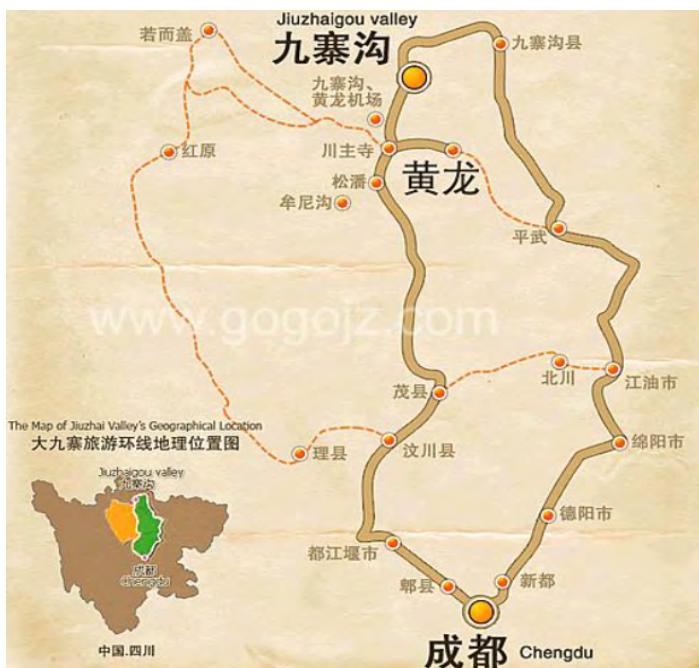 Jiuzhaigou valley
九寨沟
若而盖
九寨沟县
九寨沟、
黄龙机场
红原
川主寺
黄龙
松潘
牟尼沟
平武
www.gogojz.com
北川
江油市
茂县
The Map of Jiuzhai Valley's Geographical Location
大九寨旅游环线地理位置图
汶川县
绵阳市
理县
Jiuzhaigou valley
九寨沟
德阳市
都江堰市
成都
Chengdu
郫县
新都
中国.四川
成都 Chengdu